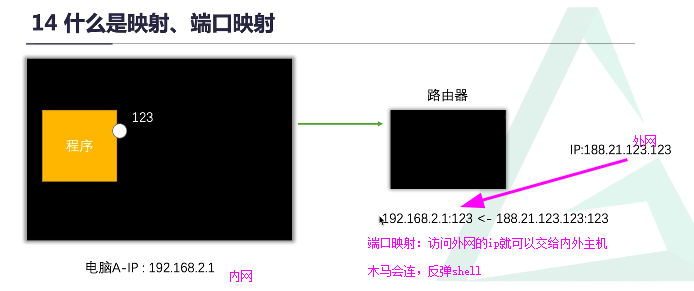 14 什么是映射、端口映射
路由器
123
程序
外网
IP:188.21.123.123
192.168.2.1:123 <- 188.21.123.123:123
端口映射：访问外网的ip就可以交给内外主机
电脑A-IP : 192.168.2.1
内网
木马会连，反弹shell